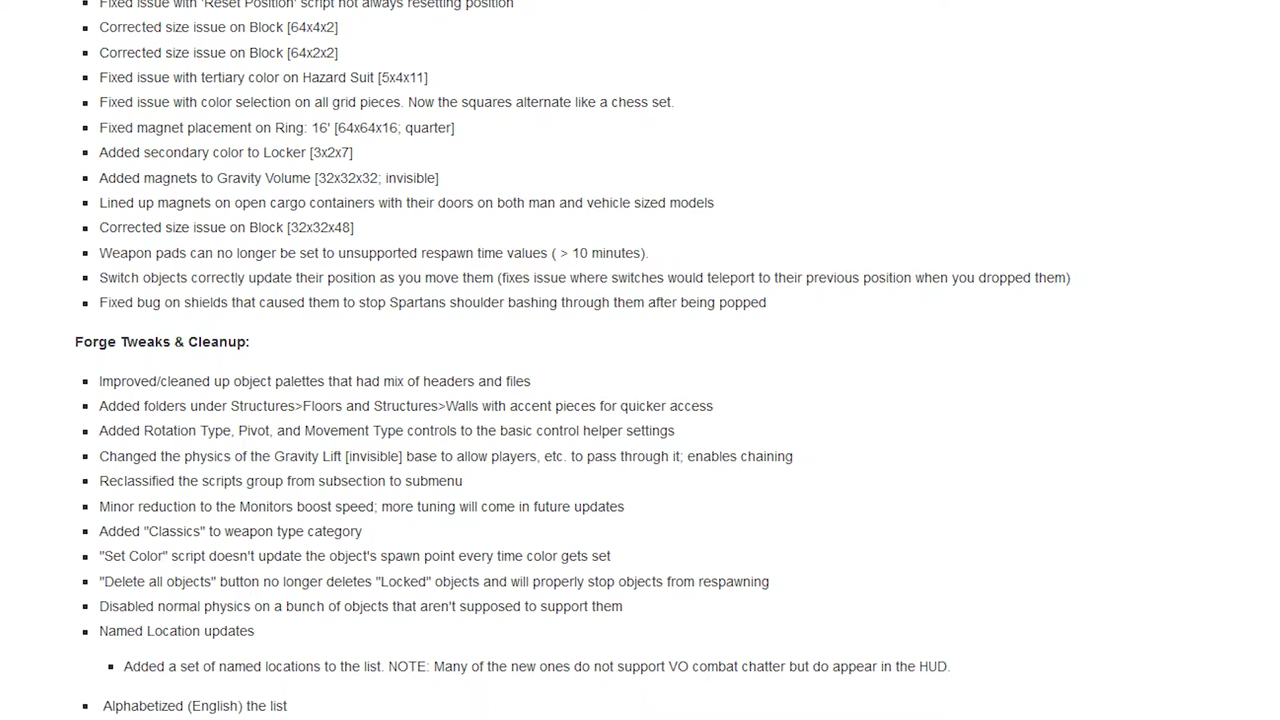 Fixed issue with 'Reset Position' script not always resetting position
Corrected size issue on Block [64x4x2]
Corrected size issue on Block [64x2x2]
Fixed issue with tertiary color on Hazard Suit [5x4x11]
Fixed issue with color selection on all grid pieces. Now the squares alternate like a chess set.
Fixed magnet placement on Ring: 16' [64x64x16; quarter]
Added secondary color to Locker [3x2x7]
Added magnets to Gravity Volume [32x32x32; invisible]
Lined up magnets on open cargo containers with their doors on both man and vehicle sized models
Corrected size issue on Block [32x32x48]
Weapon pads can no longer be set to unsupported respawn time values ( > 10 minutes).
Switch objects correctly update their position as you move them (fixes issue where switches would teleport to their previous position when you dropped them)
Fixed bug on shields that caused them to stop Spartans shoulder bashing through them after being popped
Forge Tweaks & Cleanup:
Improved/cleaned up object palettes that had mix of headers and files
Added folders under Structures>Floors and Structures>Walls with accent pieces for quicker access
Added Rotation Type, Pivot, and Movement Type controls to the basic control helper settings
Changed the physics of the Gravity Lift [invisible] base to allow players, etc. to pass through it; enables chaining
Reclassified the scripts group from subsection to submenu
Minor reduction to the Monitors boost speed; more tuning will come in future updates
Added "Classics" to weapon type category
"Set Color" script doesn't update the object's spawn point every time color gets set
"Delete all objects" button no longer deletes "Locked" objects and will properly stop objects from respawning
Disabled normal physics on a bunch of objects that aren't supposed to support them
Named Location updates
Added a set of named locations to the list. NOTE: Many of the new ones do not support VO combat chatter but do appear in the HUD.
Alphabetized (English) the list